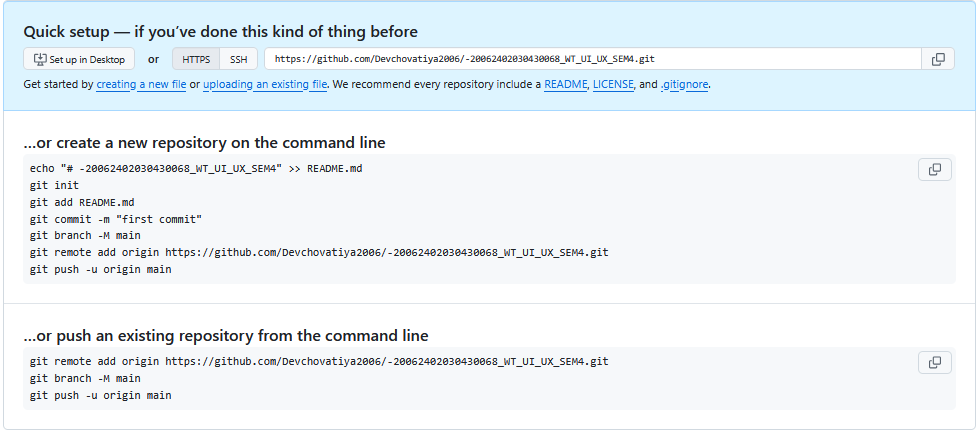 Quick setup — if you've done this kind of thing before
Set up in Desktop or HTTPS SSH https://github.com/Devchovatiya2006/-20062402030430068_WT_UI_UX_SEM4.git
Get started by creating a new file or uploading an existing file. We recommend every repository include a README, LICENSE, and .gitignore.
...or create a new repository on the command line
echo "# -20062402030430068_WT_UI_UX_SEM4" >> README.md
git init
git add README.md
git commit -m "first commit"
git branch -M main
git remote add origin https://github.com/Devchovatiya2006/-20062402030430068_WT_UI_UX_SEM4.git
git push -u origin main
...or push an existing repository from the command line
git remote add origin https://github.com/Devchovatiya2006/-20062402030430068_WT_UI_UX_SEM4.git
git branch -M main
git push -u origin main